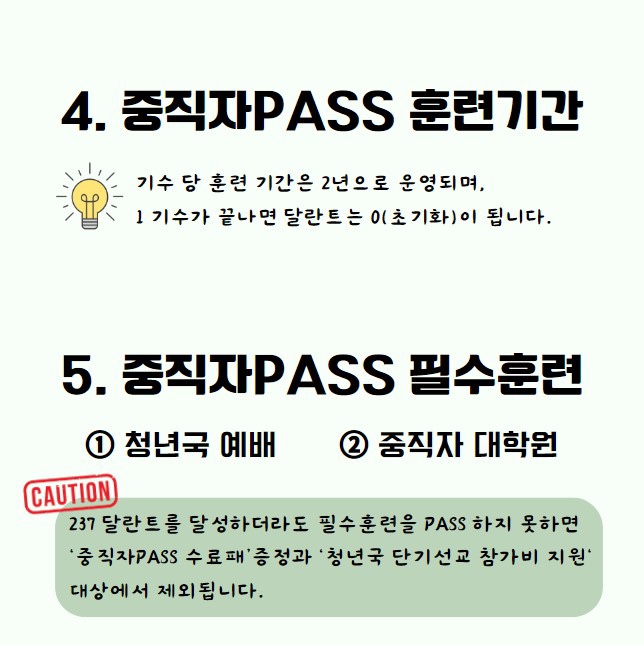 4. 중직자PASS 훈련기간
기수 당 훈련 기간은 2년으로 운영되며,
1 기수가 끝나면 달란트는 0(초기화)이 됩니다.
5. 중직자PASS 필수훈련
① 청년국 예배 ② 중직자 대학원
CAUTION
237 달란트를 달성하더라도 필수훈련을 PASS 하지 못하면
'중직자PASS 수료패'증정과 '청년국 단기선교 참가비 지원'
대상에서 제외됩니다.